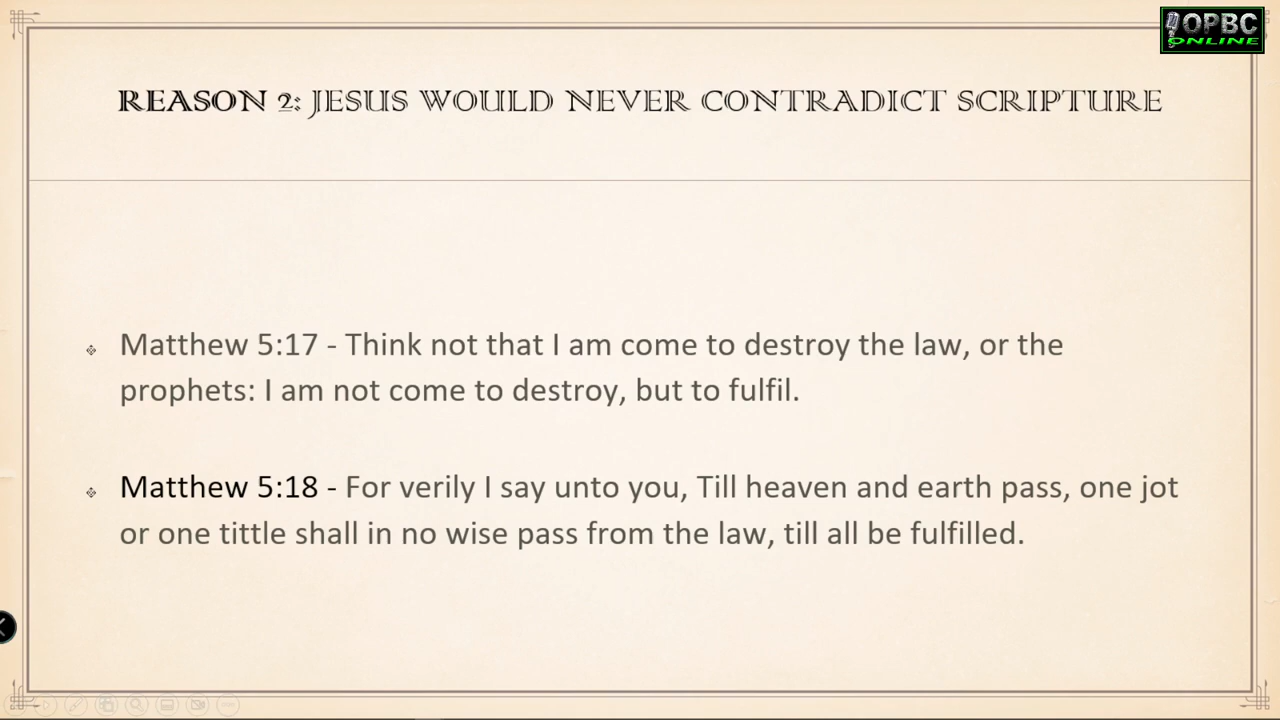 OPBC
ONLINE
REASON 2: JESUS WOULD NEVER CONTRADICT SCRIPTURE
Matthew 5:17 - Think not that I am come to destroy the law, or the
prophets: I am not come to destroy, but to fulfil.
Matthew 5:18 - For verily I say unto you, Till heaven and earth pass, one jot
or one tittle shall in no wise pass from the law, till all be fulfilled.